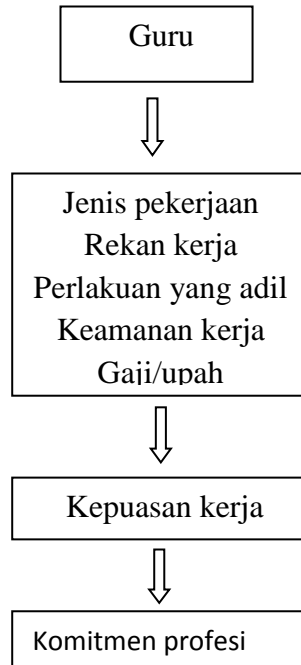 Guru
Jenis pekerjaan
Rekan kerja
Perlakuan yang adil
Keamanan kerja
Gaji/upah
Kepuasan kerja
Komitmen profesi